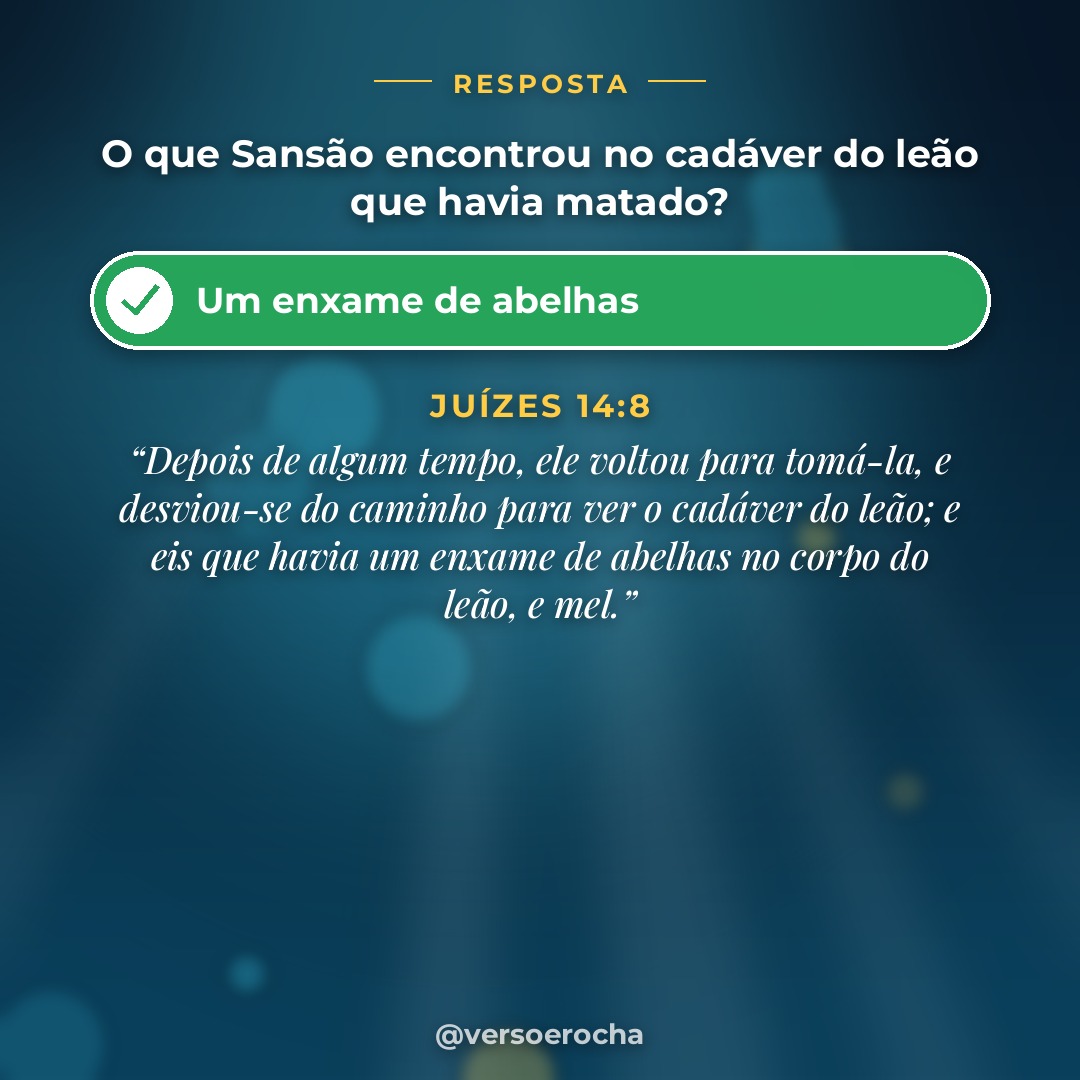 RESPOSTA
O que Sansão encontrou no cadáver do leão
que havia matado?
Um enxame de abelhas
JUÍZES 14:8
“Depois de algum tempo, ele voltou para tomá-la, e
desviou-se do caminho para ver o cadáver do leão; e
eis que havia um enxame de abelhas no corpo do
leão, e mel.”
@versoerocha